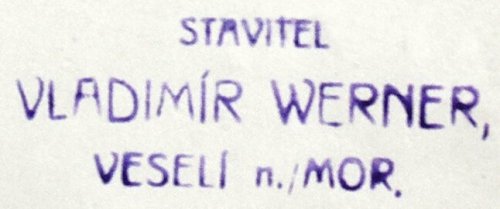 STAVITEL
VLADIMÍR WERNER,
VESELÍ n./MOR.